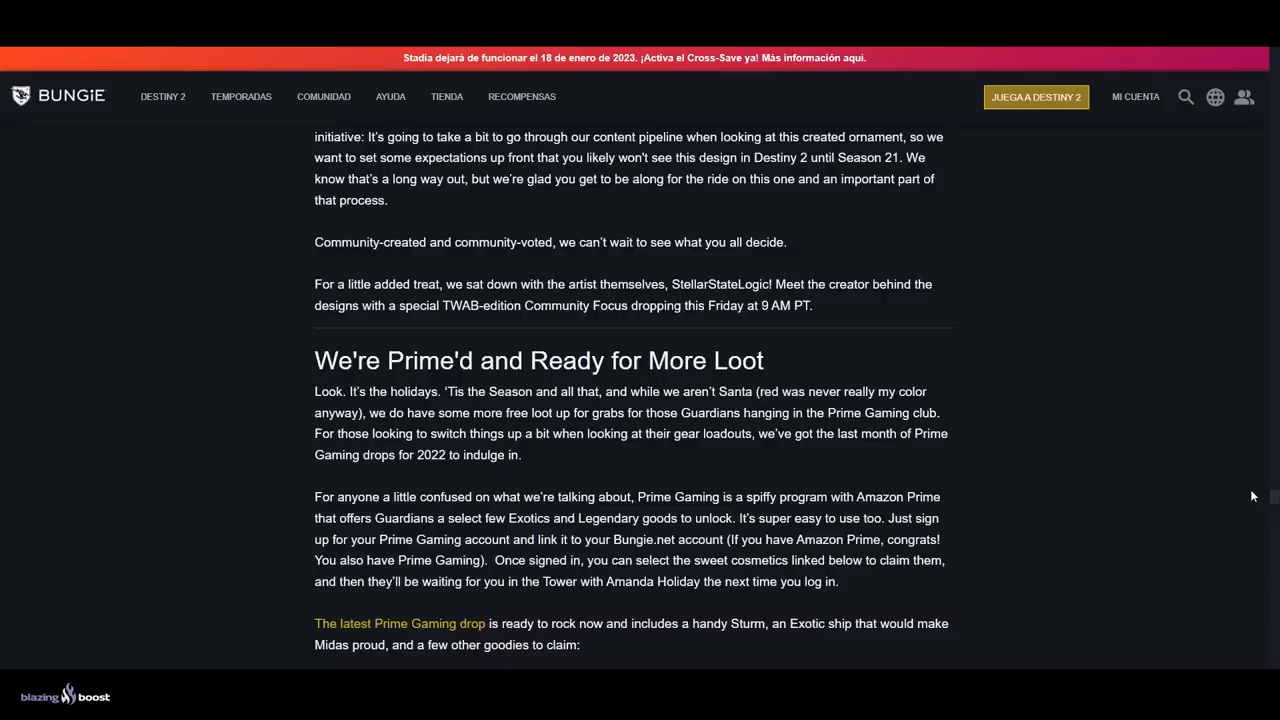 Stadia dejará de funcionar el 18 de enero de 2023. ¡Activa el Cross-Save ya! Más información aquí.
BUNGiE
DESTINY 2
TEMPORADAS
COMUNIDAD
AYUDA
TIENDA
RECOMPENSAS
JUEGA A DESTINY 2
MI CUENTA
initiative: It’s going to take a bit to go through our content pipeline when looking at this created ornament, so we
want to set some expectations up front that you likely won't see this design in Destiny 2 until Season 21. We
know that’s a long way out, but we’re glad you get to be along for the ride on this one and an important part of
that process.
Community-created and community-voted, we can’t wait to see what you all decide.
For a little added treat, we sat down with the artist themselves, StellarStateLogic! Meet the creator behind the
designs with a special TWAB-edition Community Focus dropping this Friday at 9 AM PT.
We're Prime'd and Ready for More Loot
Look. It’s the holidays. ‘Tis the Season and all that, and while we aren’t Santa (red was never really my color
anyway), we do have some more free loot up for grabs for those Guardians hanging in the Prime Gaming club.
For those looking to switch things up a bit when looking at their gear loadouts, we’ve got the last month of Prime
Gaming drops for 2022 to indulge in.
For anyone a little confused on what we’re talking about, Prime Gaming is a spiffy program with Amazon Prime
that offers Guardians a select few Exotics and Legendary goods to unlock. It’s super easy to use too. Just sign
up for your Prime Gaming account and link it to your Bungie.net account (If you have Amazon Prime, congrats!
You also have Prime Gaming).  Once signed in, you can select the sweet cosmetics linked below to claim them,
and then they’ll be waiting for you in the Tower with Amanda Holiday the next time you log in.
The latest Prime Gaming drop is ready to rock now and includes a handy Sturm, an Exotic ship that would make
Midas proud, and a few other goodies to claim:
blazing boost